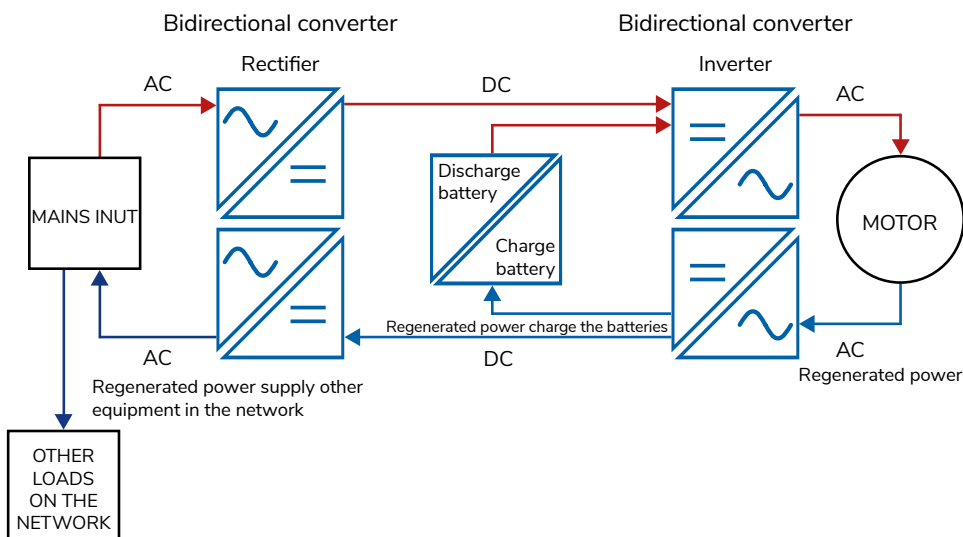 Bidirectional converter
Bidirectional converter
Rectifier
Inverter
AC
DC
AC
Discharge
battery
MAINS INUT
MOTOR
Charge
battery
Regenerated power charge the batteries
AC
DC
AC
Regenerated power
Regenerated power supply other
equipment in the network
OTHER
LOADS
ON THE
NETWORK